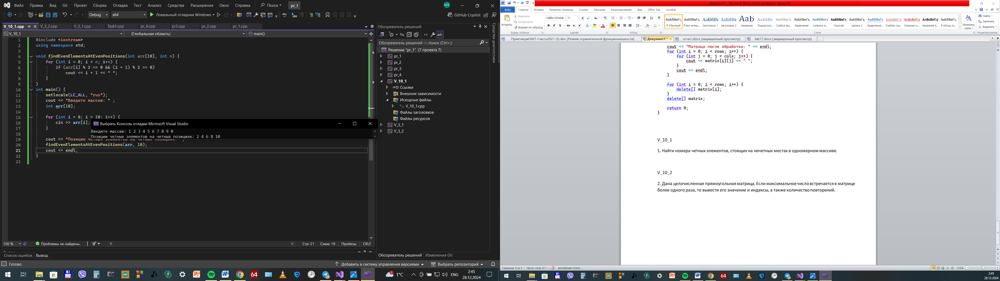 Файл Правка Вид Git Проект Сборка Отладка Тест Анализ Средства Расширения Окно Справка Поиск pr_1 МБ
Debug x64 Локальный отладчик Windows GitHub Copilot
V_10_1.cpp V_3_2.cpp V_3_1.cpp Task1.cpp pr_4.cpp pr3.cpp pr_2.cpp pr_1.cpp
V_10_1 (Глобальная область) main()
1 #include <iostream>
2 using namespace std;
3
4 void findEvenElementsAtEvenPositions(int arr[10], int n) {
5 for (int i = 0; i < n; i++) {
6 if (arr[i] % 2 == 0 && (i + 1) % 2 == 0)
7 cout << i + 1 << " ";
8 }
9 }
10 int main() {
11 setlocale(LC_ALL, "rus");
12 cout << "Введите массив: " ;
13 int arr[10];
14
15 for (int i = 0; i < 10; i++) {
16 cin >> arr[i];
17 }
18
19 cout << "Позиции четных элементов на четных позициях: ";
20 findEvenElementsAtEvenPositions(arr, 10);
21 cout << endl;
22 }
23
Выбрать Консоль отладки Microsoft Visual Studio
Введите массив: 1 2 3 4 5 6 7 8 9 0
Позиции четных элементов на четных позициях: 2 4 6 8 10
100 % Проблемы не найдены. Стр: 21 Симв: 19 Пробелы CRLF
Список ошибок Вывод
Готово Добавить в систему управления версиями Выбрать репозиторий
Обозреватель решений
Обозреватель решений — поиск (Ctrl+;)
Решение "pr_1" (7 проекта 7)
pr_1
pr_2
pr_3
pr_4
V_10_1
Ссылки
Внешние зависимости
Исходные файлы
V_10_1.cpp
Файлы заголовков
Файлы ресурсов
V_3_1
V_3_2
Обозреватель решений Изменения Git
Средства диагностики
64 28 1°C ENG 2:45
28.12.2024
Документ1 - Microsoft Word (Сбой активации продукта)
Файл Главная Вставка Разметка страницы Ссылки Рассылки Рецензирование Вид Office Tab Acrobat
Вставить Вырезать Копировать Формат по образцу
Calibri (Основ 11
АаБбВвГг, АаБбВвГг, АаБбВі АаБбВв АаБ АаБбВв. АаБбВвГг, АаБбВвГг, АаБбВвГг АаБбВвГг, АаБбВвГг, АаБбВвГг АаБбВвГг АаБбВвГг АаБбВвГг АаБбВвГг,
¶ Обычный ¶ Без интер... Заголовок 1 Заголовок 2 Название Подзаголо... Слабое вы... Выделение Сильное в... Строгий Цитата 2 Выделенна... Слабая ссы... Сильная сс... Название к... ¶ Абзац сп...
Изменить стили Найти Заменить Выделить
Буфер обмена Шрифт Абзац Стили Редактирование
ПрактикумОАП-1часть2021 (2).doc [Режим ограниченной функциональности] Документ1 * отчет.docx (защищенный просмотр) lab17.docx (защищенный просмотр)
cout << "Матрица после обработки: " << endl;
for (int i = 0; i < rows; i++) {
for (int j = 0; j < cols; j++) {
cout << matrix[i][j] << " ";
}
cout << endl;
}
for (int i = 0; i < rows; i++) {
delete[] matrix[i];
}
delete[] matrix;
return 0;
}
V_10_1
1. Найти номера четных элементов, стоящих на нечетных местах в одномерном массиве.
V_10_2
2. Дана целочисленная прямоугольная матрица. Если максимальное число встречается в матрице
более одного раза, то вывести его значение и индексы, а также количество повторений.
Страница: 5 из 5 Число слов: 411 английский (США) 123%
64 28 2:45
28.12.2024